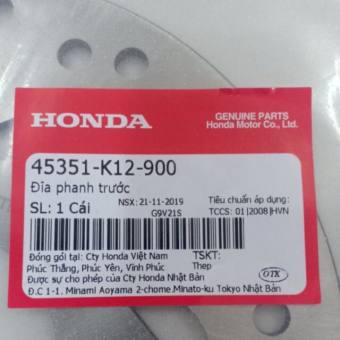 HONDA
GENUINE PARTS
Honda Motor Co., Ltd.
45351-K12-900
Đĩa phanh trước
NSX: 21-11-2019
Tiêu chuẩn áp dụng:
SL: 1 Cái
G9V21S
TCCS: 01|2008|HVN
Đóng gói tại: Cty Honda Việt Nam
TSKT:
Phúc Thắng, Phúc Yên, Vĩnh Phúc
Thep
Được sự cho phép của Cty Honda Nhật Bản
OTK
Đ.C 1-1. Minami Aoyama 2-chome.Minato-ku Tokyo Nhật Bản